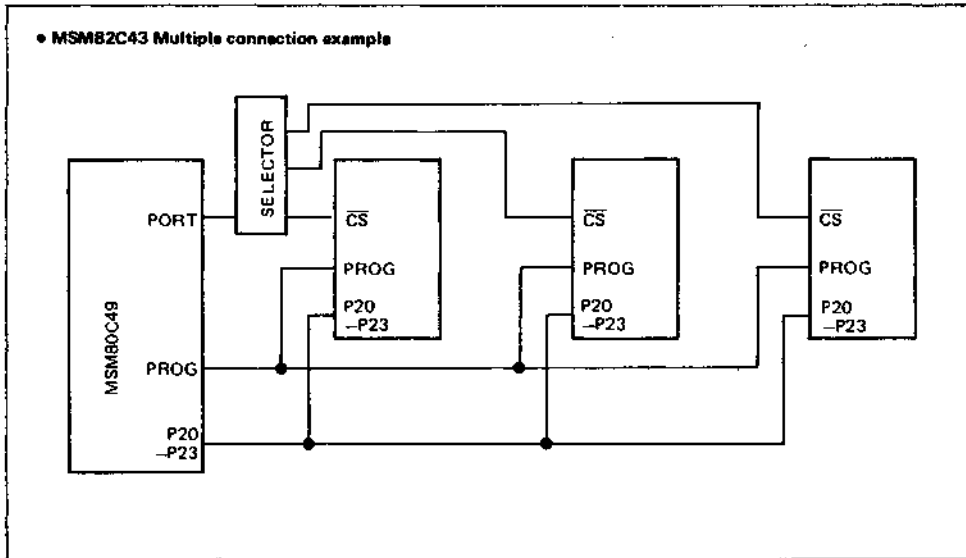 • MSM82C43 Multiple connection example
SELECTOR
PORT
MSM80C49
PROG
P20
–P23
CS
PROG
P20
–P23
CS
PROG
P20
–P23
CS
PROG
P20
–P23